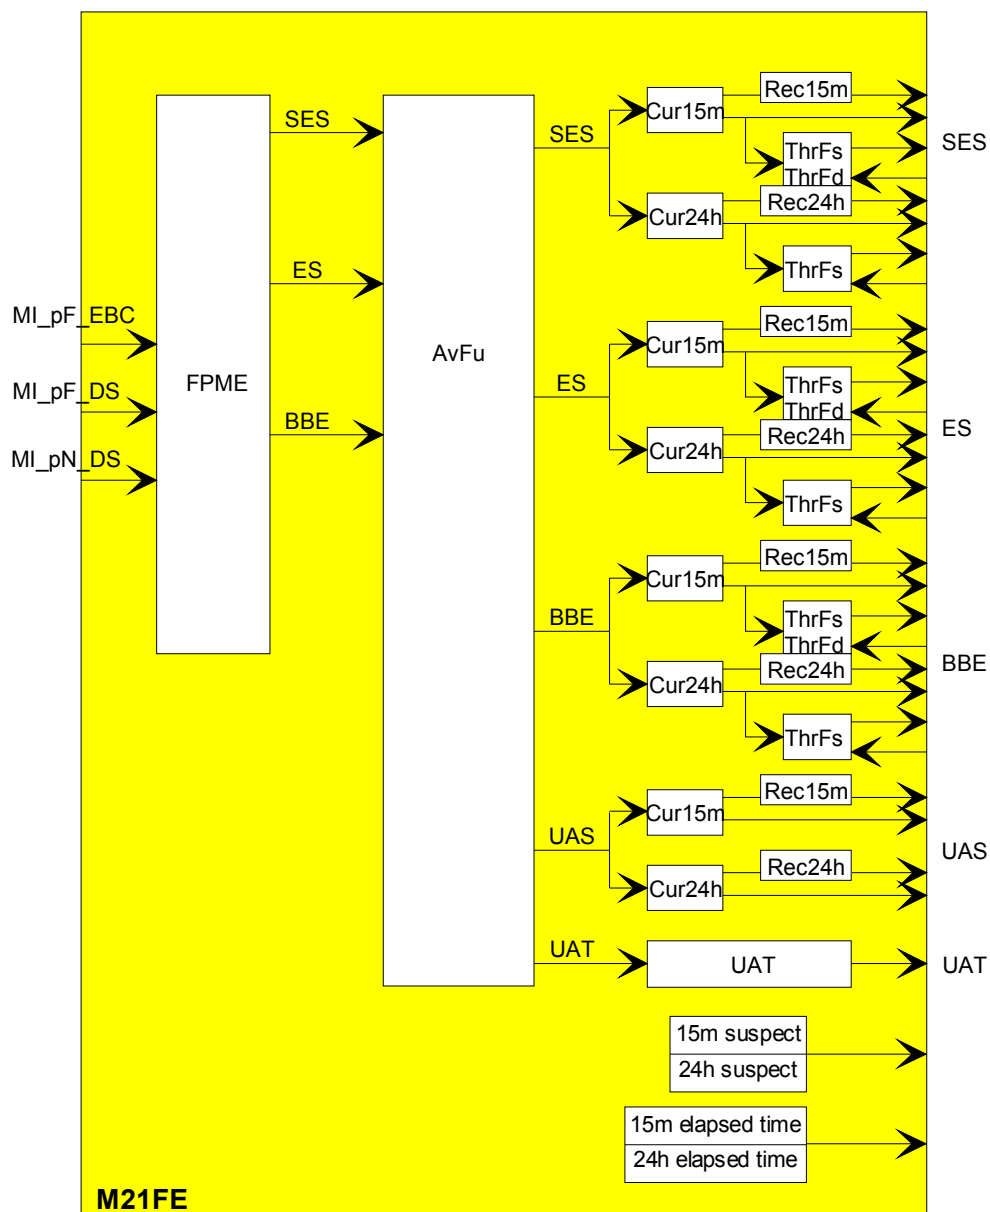 SES
Rec15m
Cur15m
SES
SES
ThrFs
ThrFd
Rec24h
Cur24h
ES
ThrFs
MI_pF_EBC
Rec15m
Cur15m
AvFu
FPME
ES
ThrFs
MI_pF_DS
ThrFd
BBE
Rec24h
ES
Cur24h
MI_pN_DS
ThrFs
Rec15m
Cur15m
BBE
ThrFs
ThrFd
Rec24h
BBE
Cur24h
ThrFs
Rec15m
Cur15m
UAS
UAS
Rec24h
Cur24h
UAT
UAT
UAT
15m suspect
24h suspect
15m elapsed time
24h elapsed time
M21FE